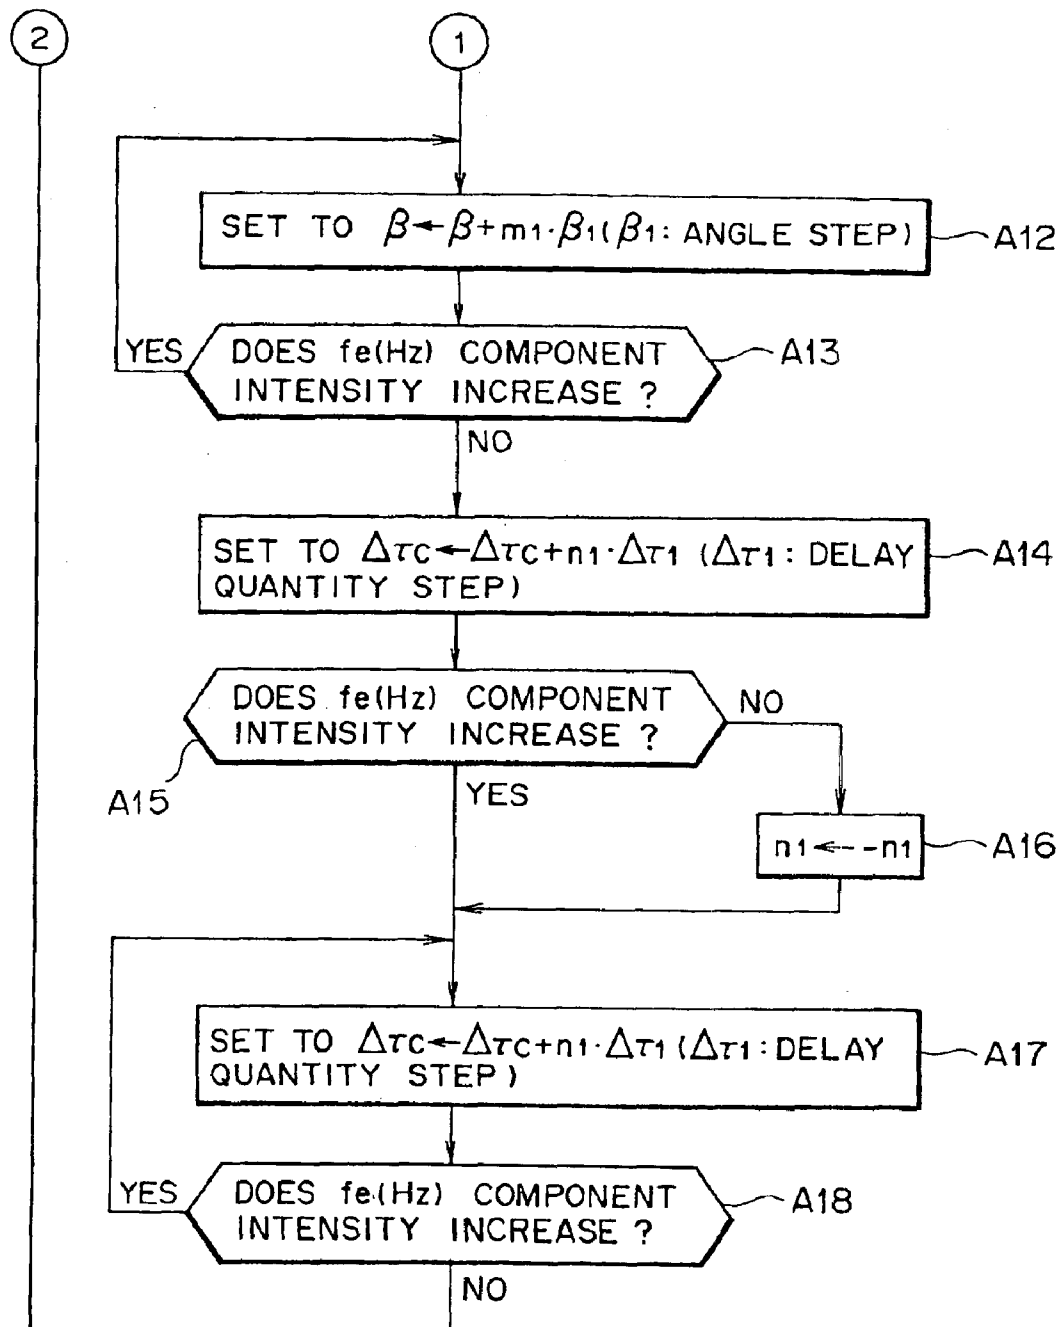 2
1
SET TO β←β+m1·β1(β1: ANGLE STEP)
A12
YES
DOES fe(Hz) COMPONENT
INTENSITY INCREASE ?
A13
NO
SET TO ΔτC←ΔτC+n1·Δτ1 (Δτ1: DELAY
QUANTITY STEP)
A14
DOES fe(Hz) COMPONENT
INTENSITY INCREASE ?
NO
A15
YES
n1←--n1
A16
SET TO ΔτC←ΔτC+n1·Δτ1 (Δτ1: DELAY
QUANTITY STEP)
A17
YES
DOES fe(Hz) COMPONENT
INTENSITY INCREASE ?
A18
NO